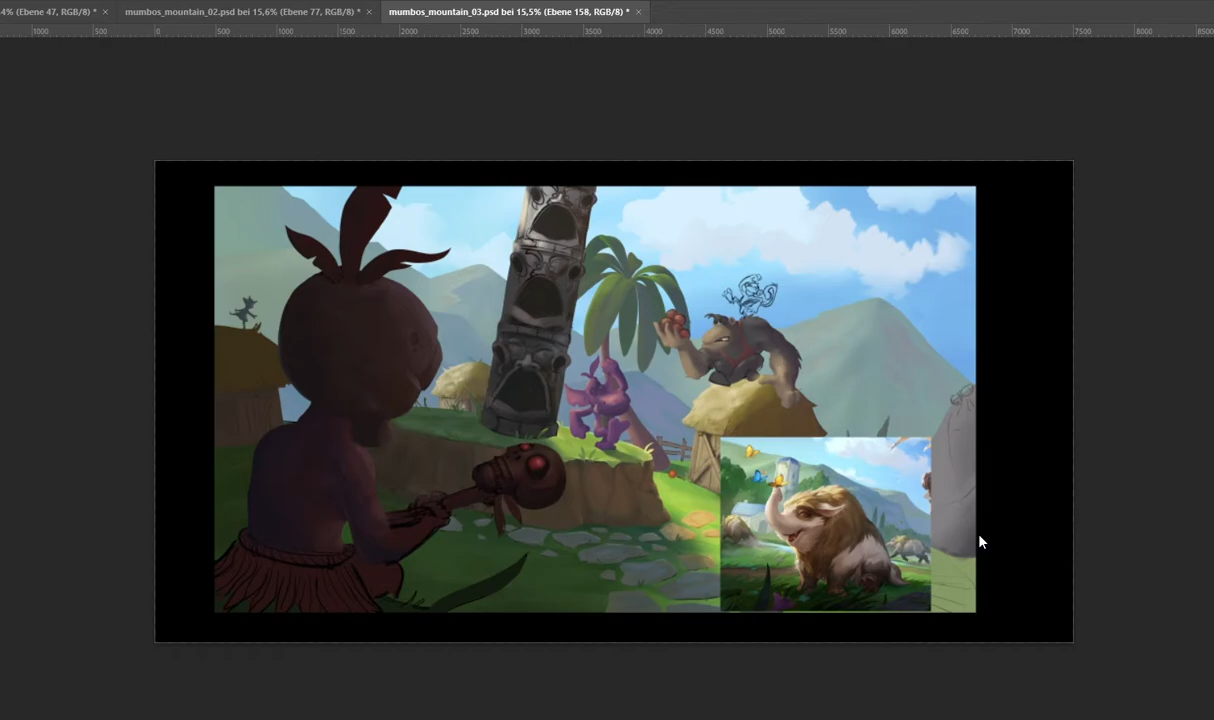 4% (Ebene 47, RGB/8) * ×
mumbos_mountain_02.psd bei 15,6% (Ebene 77, RGB/8) * ×
mumbos_mountain_03.psd bei 15,5% (Ebene 158, RGB/8) * ×
1000 500 0 500 1000 1500 2000 2500 3000 3500 4000 4500 5000 5500 6000 6500 7000 7500 8000 8500